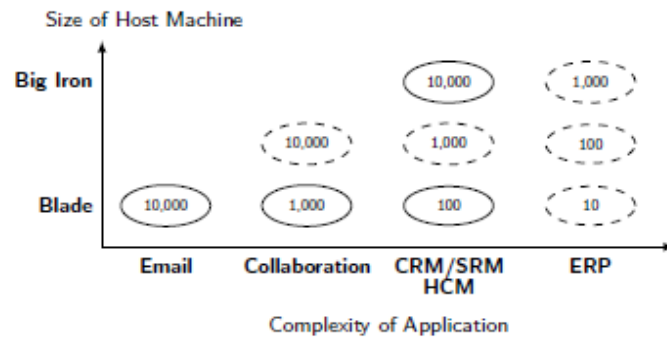 Size of Host Machine
Big Iron 10,000 1,000
10,000 1,000 100
Blade 10,000 1,000 100 10
Email Collaboration CRM/SRM ERP
HCM
Complexity of Application